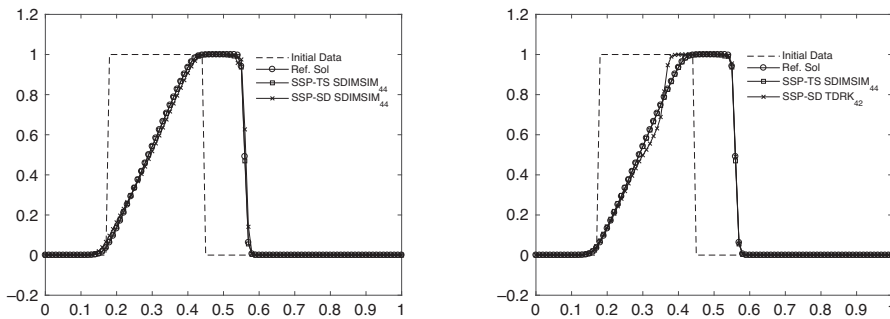 1.2
1
0.8
0.6
0.4
0.2
0
−0.2
0 0.1 0.2 0.3 0.4 0.5 0.6 0.7 0.8 0.9 1
Initial Data
Ref. Sol
SSP-TS SDIMSIM44
SSP-SD SDIMSIM44
1.2
1
0.8
0.6
0.4
0.2
0
−0.2
0 0.1 0.2 0.3 0.4 0.5 0.6 0.7 0.8 0.9 1
Initial Data
Ref. Sol
SSP-TS SDIMSIM44
SSP-SD TDRK42